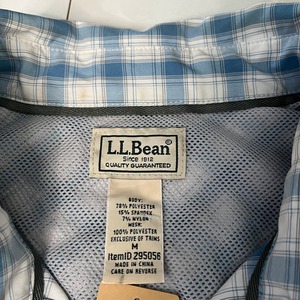 L.L.Bean®
Since 1912
QUALITY GUARANTEED
BODY:
78% POLYESTER
15% SPANDEX
7% NYLON
MESH:
100% POLYESTER
EXCLUSIVE OF TRIMS
M
ItemID 295056
MADE IN CHINA
CARE ON REVERSE